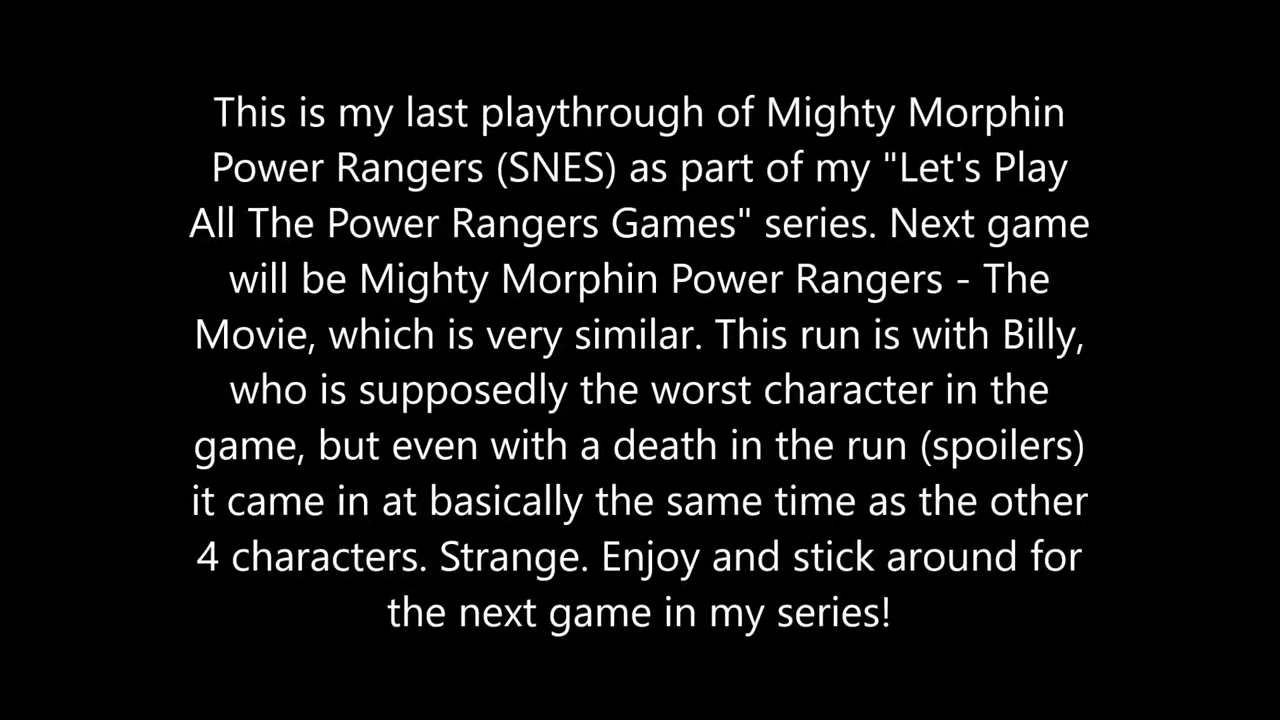 This is my last playthrough of Mighty Morphin
Power Rangers (SNES) as part of my "Let's Play
All The Power Rangers Games" series. Next game
will be Mighty Morphin Power Rangers - The
Movie, which is very similar. This run is with Billy,
who is supposedly the worst character in the
game, but even with a death in the run (spoilers)
it came in at basically the same time as the other
4 characters. Strange. Enjoy and stick around for
the next game in my series!